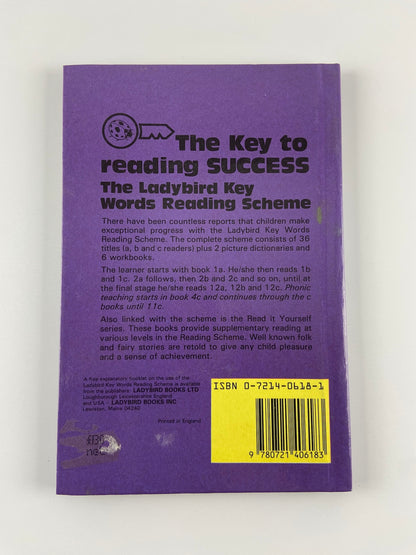 The Key to
reading SUCCESS
The Ladybird Key
Words Reading Scheme
There have been countless reports that children make
exceptional progress with the Ladybird Key Words
Reading Scheme. The complete scheme consists of 36
titles (a, b and c readers) plus 2 picture dictionaries and
6 workbooks.
The learner starts with book 1a. He/she then reads 1b
and 1c. 2a follows, then 2b and 2c and so on, until at
the final stage he/she reads 12a, 12b and 12c. Phonic
teaching starts in book 4c and continues through the c
books until 11c.
Also linked with the scheme is the Read it Yourself
series. These books provide supplementary reading at
various levels in the Reading Scheme. Well known folk
and fairy stories are retold to give any child pleasure
and a sense of achievement.
A free explanatory booklet on the use of the
Ladybird Key Words Reading Scheme is available
from the publishers: LADYBIRD BOOKS LTD
Loughborough Leicestershire England
and USA - LADYBIRD BOOKS INC
Lewiston, Maine 04240
Printed in England
ISBN 0-7214-0618-1
9 780721 406183